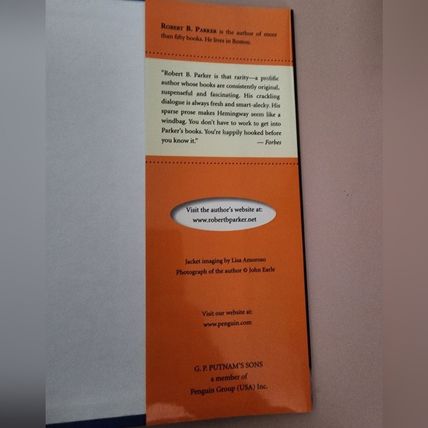 ROBERT B. PARKER is the author of more
than fifty books. He lives in Boston.
"Robert B. Parker is that rarity—a prolific
author whose books are consistently original,
suspenseful and fascinating. His crackling
dialogue is always fresh and smart-alecky. His
sparse prose makes Hemingway seem like a
windbag. You don't have to work to get into
Parker's books. You're happily hooked before
you know it." — Forbes
Visit the author's website at:
www.robertbparker.net
Jacket imaging by Lisa Amoroso
Photograph of the author © John Earle
Visit our website at:
www.penguin.com
G. P. PUTNAM'S SONS
a member of
Penguin Group (USA) Inc.